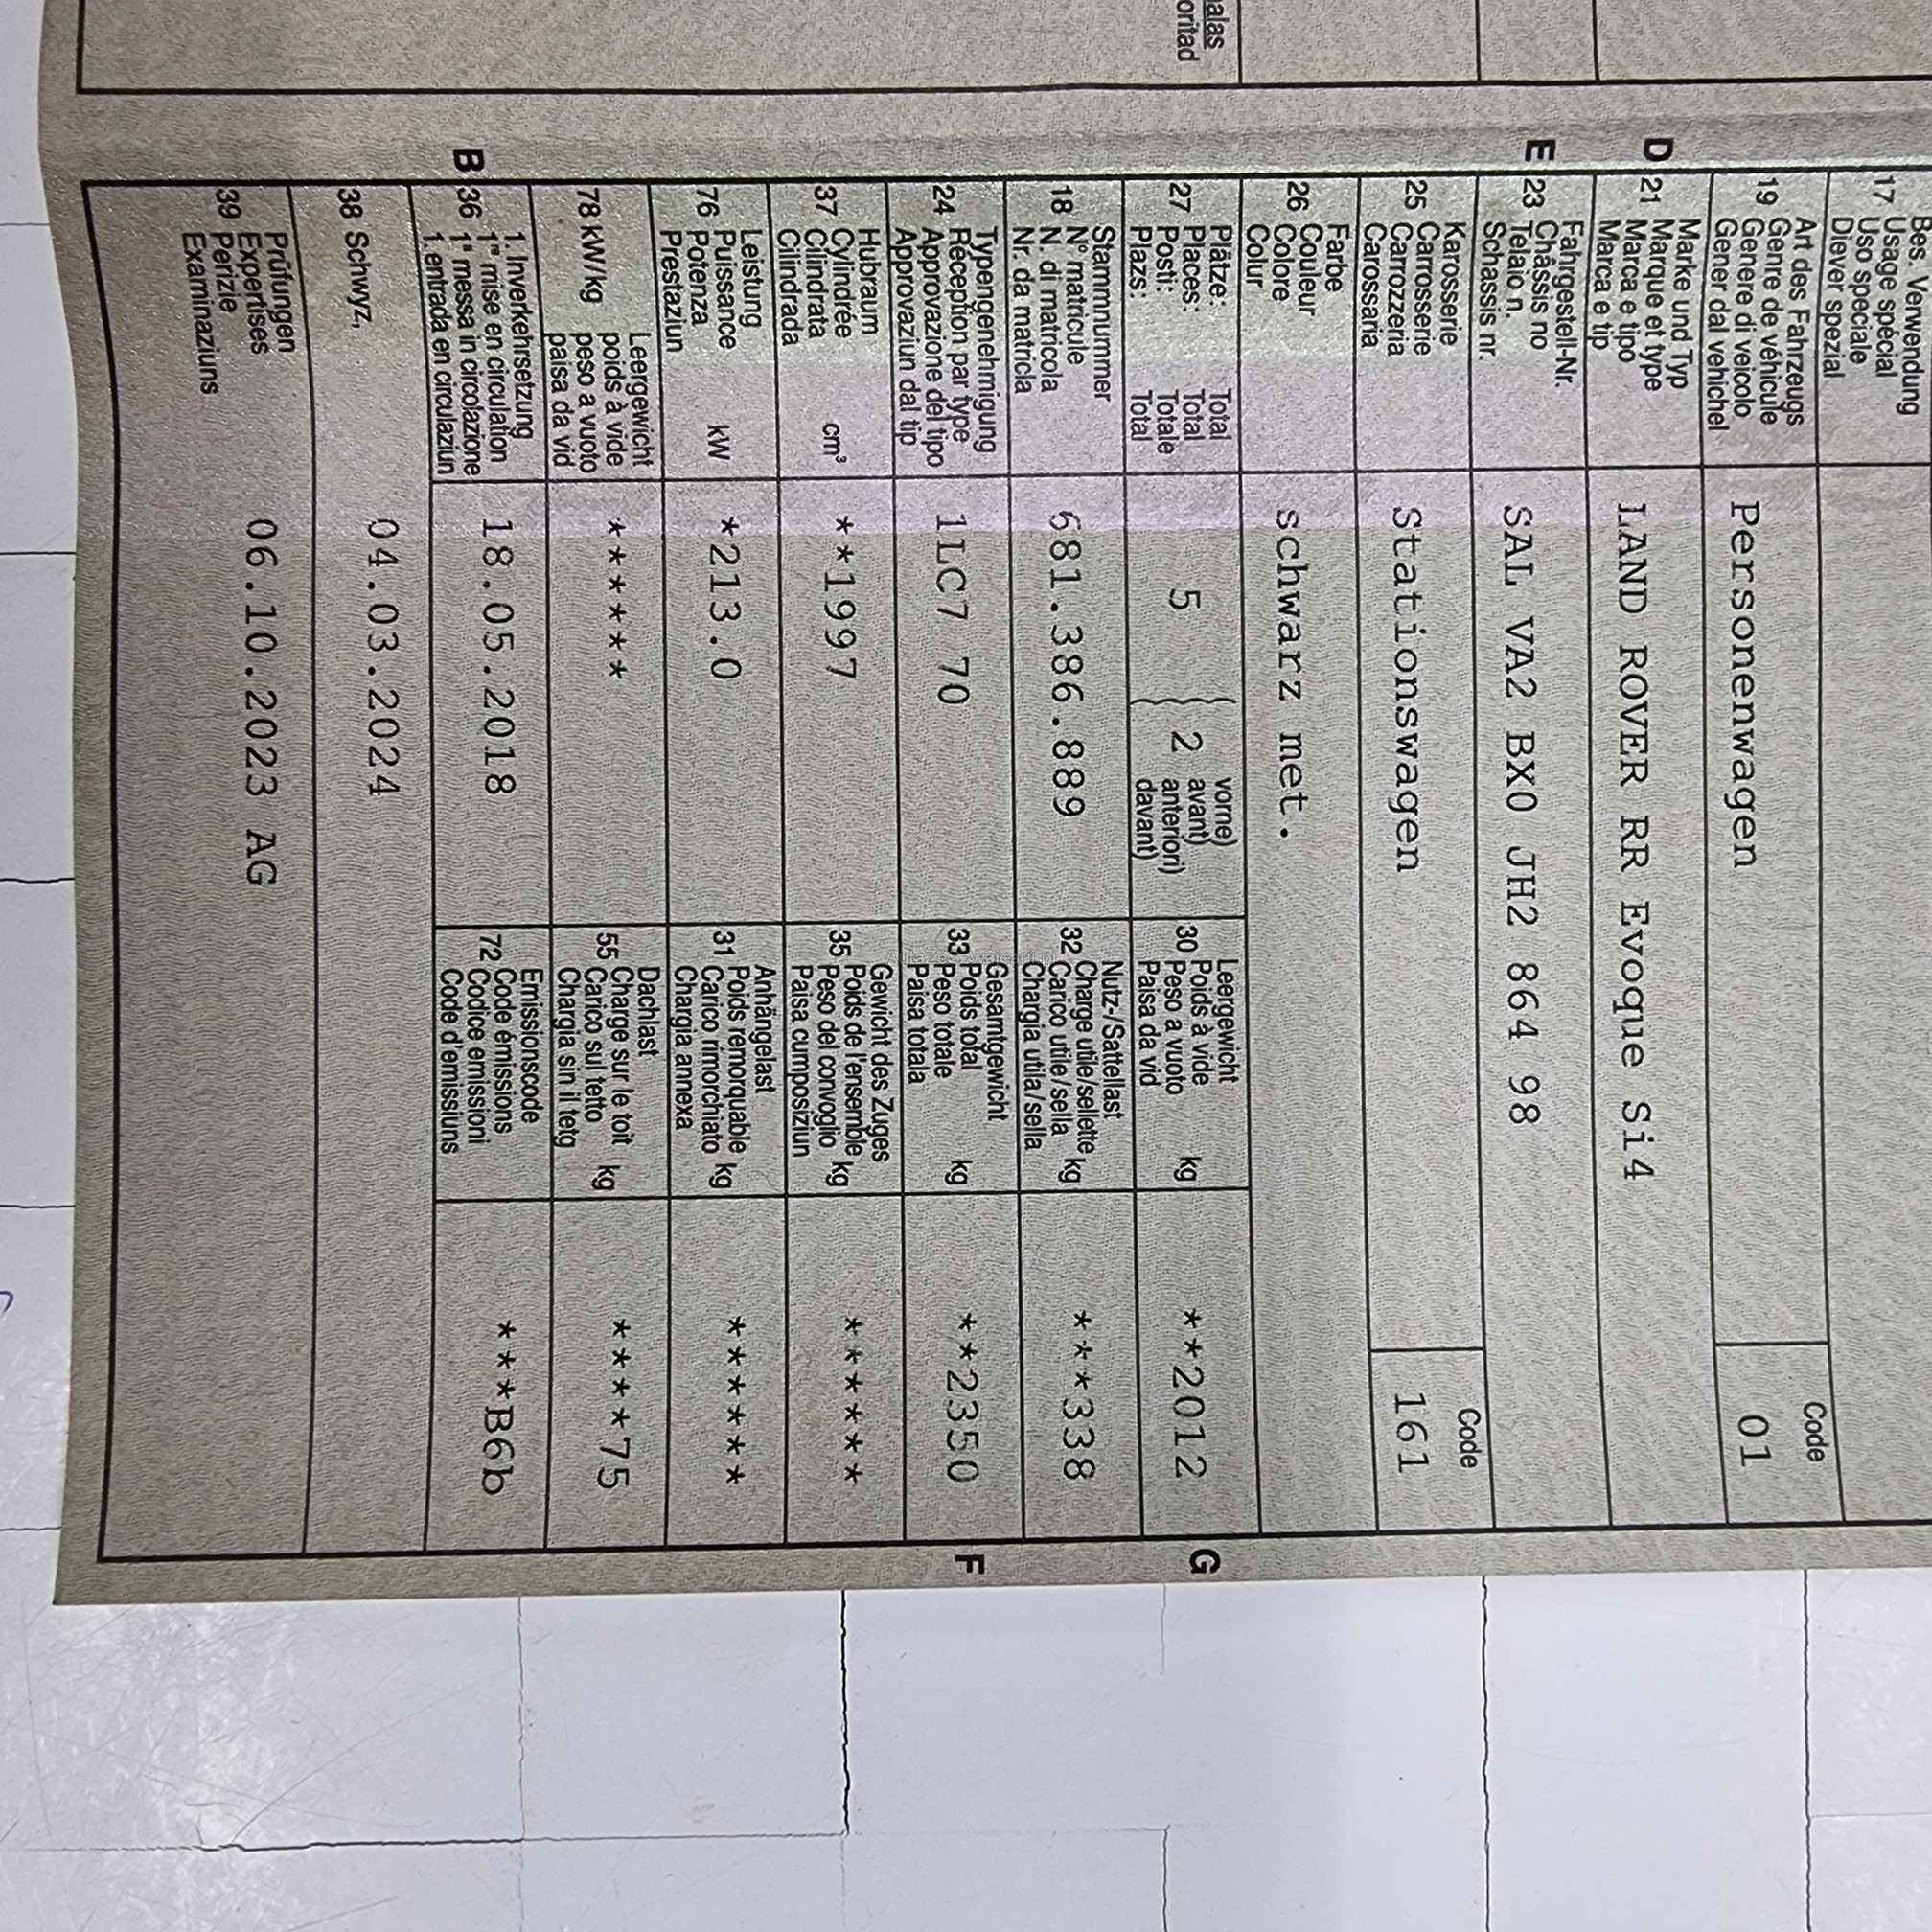 alas
oritad
Bes. Verwendung
17 Usage spécial
Uso speciale
Diever spezial
Art des Fahrzeugs
19 Genre de véhicule
Genere di veicolo
Gener dal vehichel
Personenwagen
Code
01
Marke und Typ
D 21 Marque et type
Marca e tipo
Marca e tip
LAND ROVER RR Evoque Si4
Fahrgestell-Nr.
E 23 Châssis no
Telaio n.
Schassis nr.
SAL VA2 BX0 JH2 864 98
Karosserie
25 Carrosserie
Carrozzeria
Carossaria
Stationswagen
Code
161
Farbe
26 Couleur
Colore
Colur
schwarz met.
Plätze: Total
27 Places: Total
Posti: Totale
Plazs: Total
5 { 2 vorne)
avant)
anteriori)
davant)
Leergewicht
30 Poids à vide
Peso a vuoto kg
Paisa da vid
**2012 G
Stammnummer
18 N° matricule
N. di matricola
Nr. da matricla
681.386.889
Nutz-/Sattellast
32 Charge utile/sellette
Carico utile/sella kg
Chargia utila/sella
***338
Typengenehmigung
24 Réception par type
Approvazione del tipo
Approvaziun dal tip
1LC7 70
Gesamtgewicht
33 Poids total
Peso totale kg
Paisa totala
**2350 F
Hubraum
37 Cylindrée
Cilindrata cm³
Cilindrada
**1997
Gewicht des Zuges
35 Poids de l'ensemble
Peso del convoglio kg
Paisa cumposiziun
******
Leistung
76 Puissance
Potenza kW
Prestaziun
*213.0
Anhängelast
31 Poids remorquable
Carico rimorchiato kg
Chargia annexa
******
Leergewicht
78 kW/kg poids à vide
peso a vuoto
paisa da vid
******
Dachlast
55 Charge sur le toit
Carico sul tetto kg
Chargia sin il tetg
****75
1. Inverkehrsetzung
B 36 1re mise en circulation
1a messa in circolazione
1. entrada en circulaziun
18.05.2018
Emissionscode
72 Code émissions
Codice emissioni
Code d'emissiuns
***B6b
38 Schwyz,
04.03.2024
Prüfungen
39 Expertises
Perizie
Examinaziuns
06.10.2023 AG
AutaZeSzwajcarii.pl